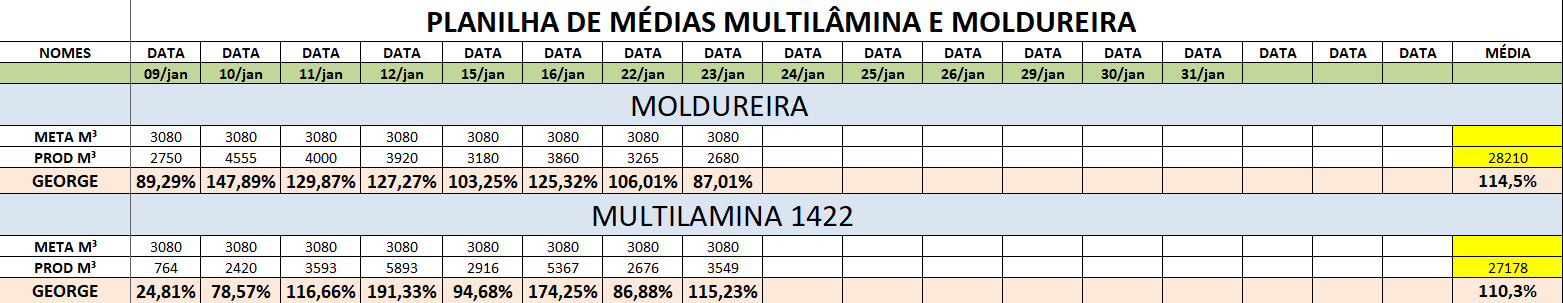 PLANILHA DE MÉDIAS MULTILÂMINA E MOLDUREIRA
NOMES DATA DATA DATA DATA DATA DATA DATA DATA DATA DATA DATA DATA DATA DATA DATA DATA DATA MÉDIA
09/jan 10/jan 11/jan 12/jan 15/jan 16/jan 22/jan 23/jan 24/jan 25/jan 26/jan 29/jan 30/jan 31/jan
MOLDUREIRA
META M³ 3080 3080 3080 3080 3080 3080 3080 3080
PROD M³ 2750 4555 4000 3920 3180 3860 3265 2680 28210
GEORGE 89,29% 147,89% 129,87% 127,27% 103,25% 125,32% 106,01% 87,01% 114,5%
MULTILAMINA 1422
META M³ 3080 3080 3080 3080 3080 3080 3080 3080
PROD M³ 764 2420 3593 5893 2916 5367 2676 3549 27178
GEORGE 24,81% 78,57% 116,66% 191,33% 94,68% 174,25% 86,88% 115,23% 110,3%